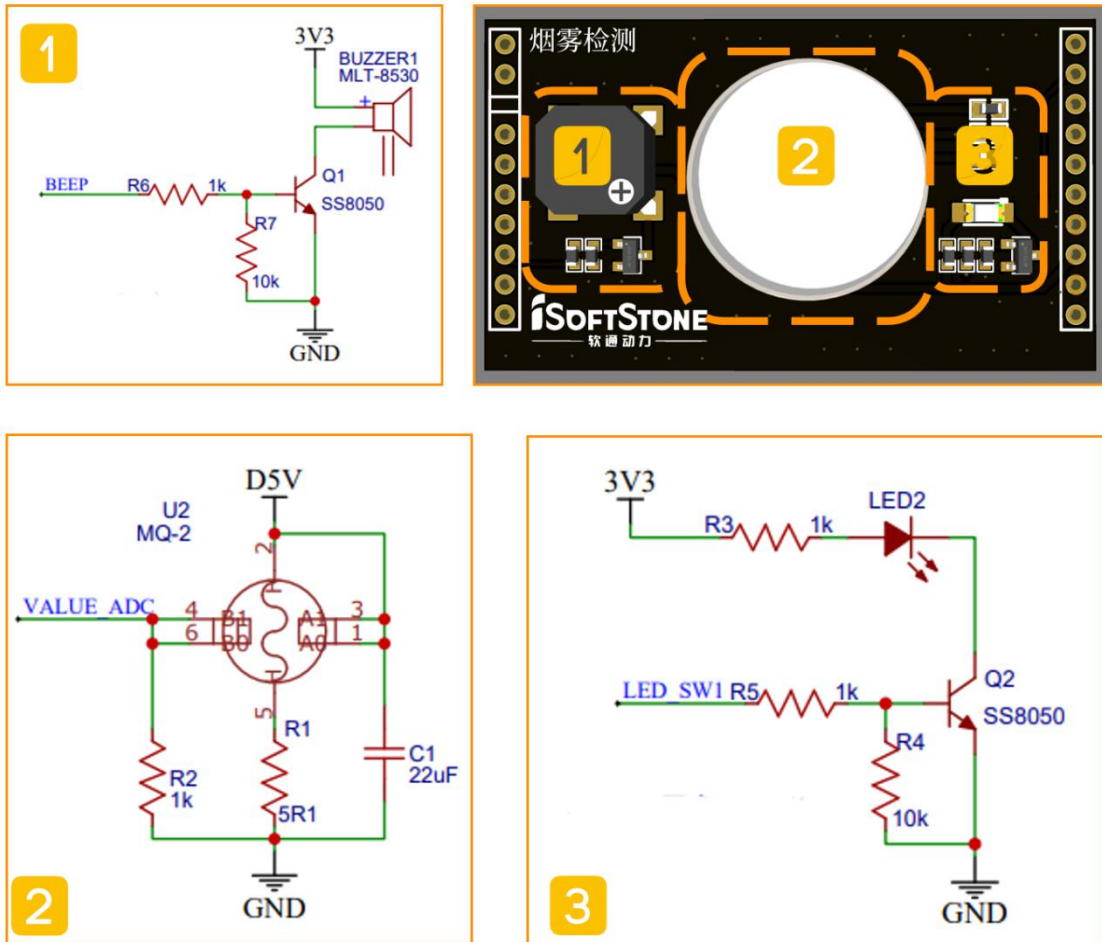 1
3V3
BUZZER1
MLT-8530
+
BEEP
R6
1k
Q1
SS8050
R7
10k
GND
烟雾检测
1
2
3
iSOFTSTONE
软通动力
D5V
U2
MQ-2
2
VALUE_ADC
4
B1
A1
3
6
B0
A0
1
H
H
5
R1
R2
1k
5R1
C1
22uF
GND
2
3V3
LED2
R3
1k
LED_SW1
R5
1k
Q2
SS8050
R4
10k
GND
3